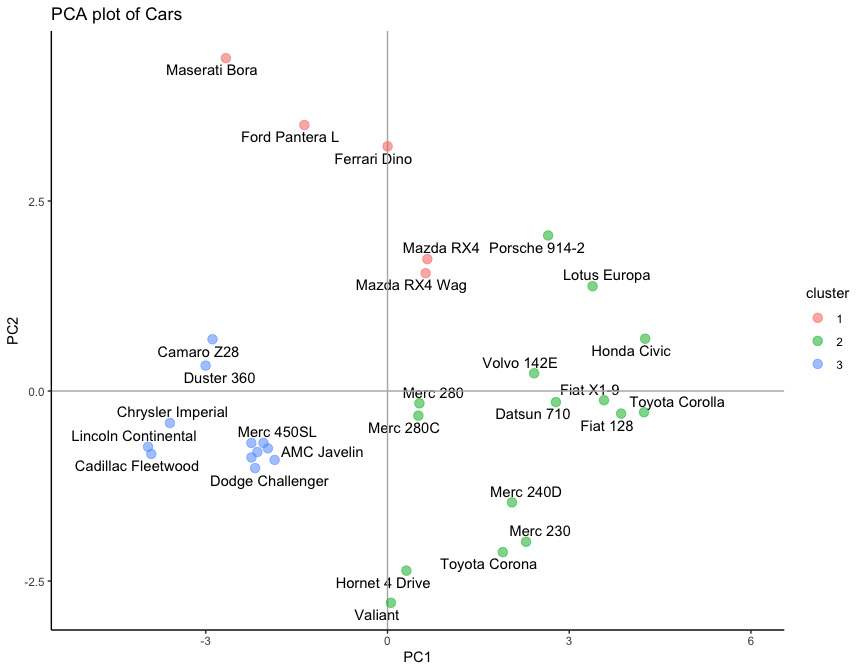 PCA plot of Cars
Maserati Bora
Ford Pantera L
Ferrari Dino
2.5
Mazda RX4
Porsche 914-2
Lotus Europa
Mazda RX4 Wag
cluster
1
2
3
PC2
Camaro Z28
Honda Civic
Duster 360
Volvo 142E
0.0
Merc 280
Fiat X1-9
Toyota Corolla
Chrysler Imperial
Datsun 710
Merc 280C
Fiat 128
Lincoln Continental
Merc 450SL
AMC Javelin
Cadillac Fleetwood
Dodge Challenger
Merc 240D
Merc 230
Toyota Corona
-2.5
Hornet 4 Drive
Valiant
-3
0
3
6
PC1